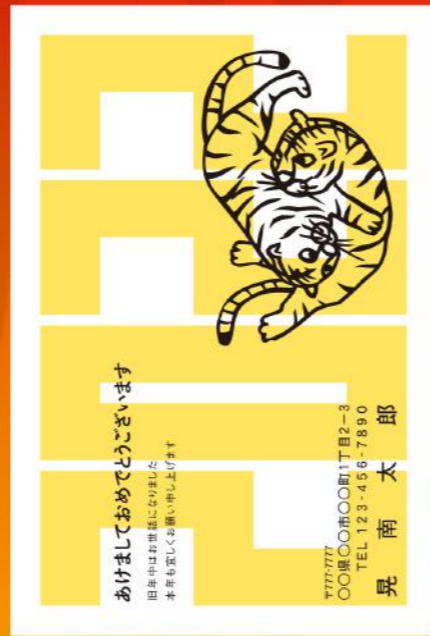 2022
あけましておめでとうございます
旧年中はお世話になりました
本年も宜しくお願い申し上げます
〒777-7777
〇〇県〇〇市〇〇町1丁目2－3
TEL 123-456-7890
晃南太郎